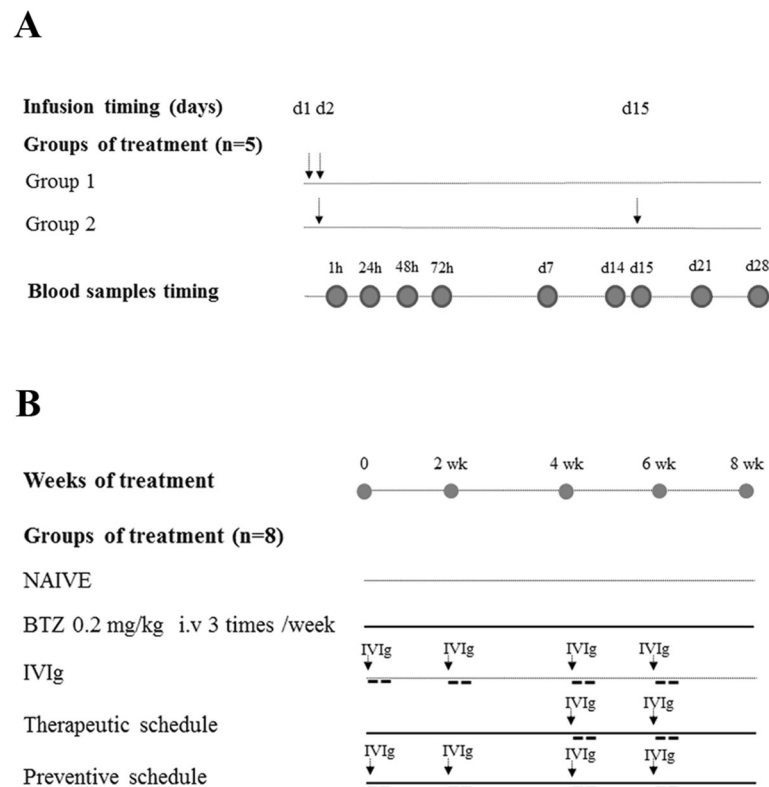 A
Infusion timing (days) d1 d2 d15
Groups of treatment (n=5)
Group 1
Group 2
1h 24h 48h 72h d7 d14 d15 d21 d28
Blood samples timing
B
0 2 wk 4 wk 6 wk 8 wk
Weeks of treatment
Groups of treatment (n=8)
NAIVE
BTZ 0.2 mg/kg i.v 3 times /week
IVIg IVIg IVIg IVIg
IVIg
IVIg IVIg
Therapeutic schedule
IVIg IVIg IVIg IVIg
Preventive schedule